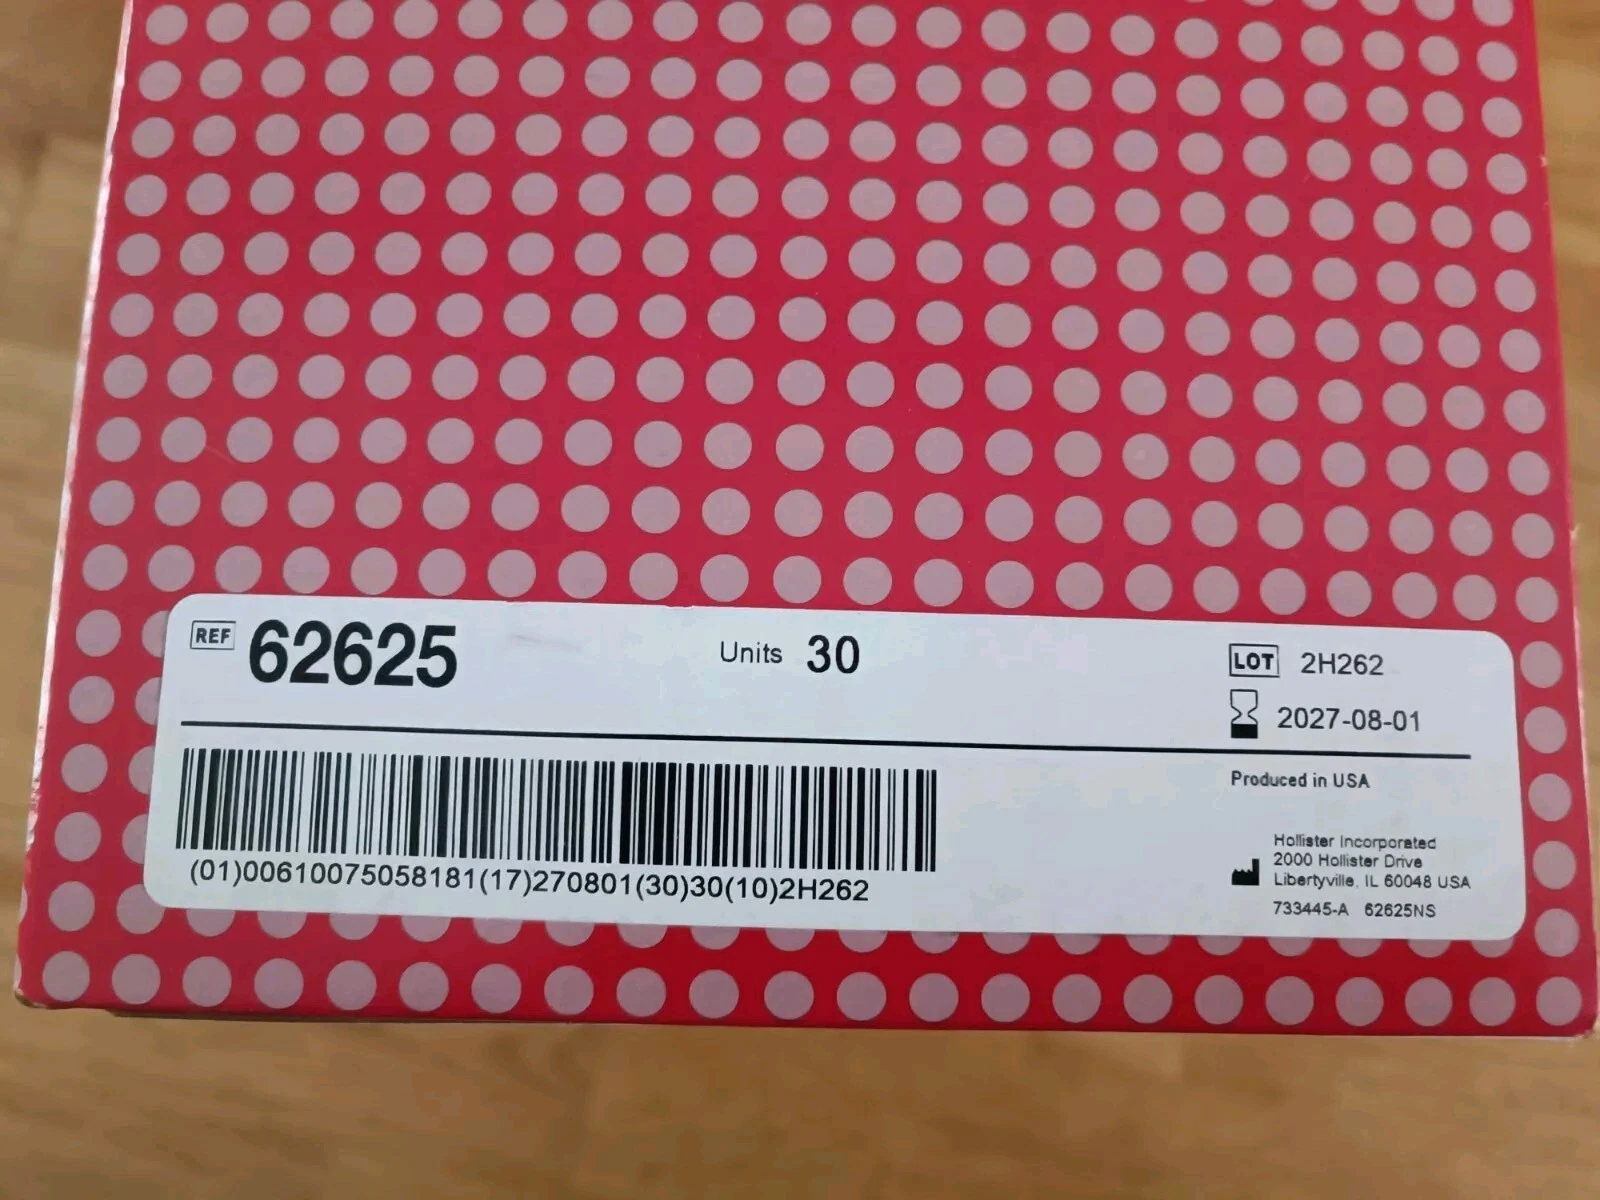 REF 62625 Units 30 LOT 2H262
2027-08-01
Produced in USA
(01)00610075058181(17)270801(30)30(10)2H262
Hollister Incorporated
2000 Hollister Drive
Libertyville, IL 60048 USA
733445-A 62625NS